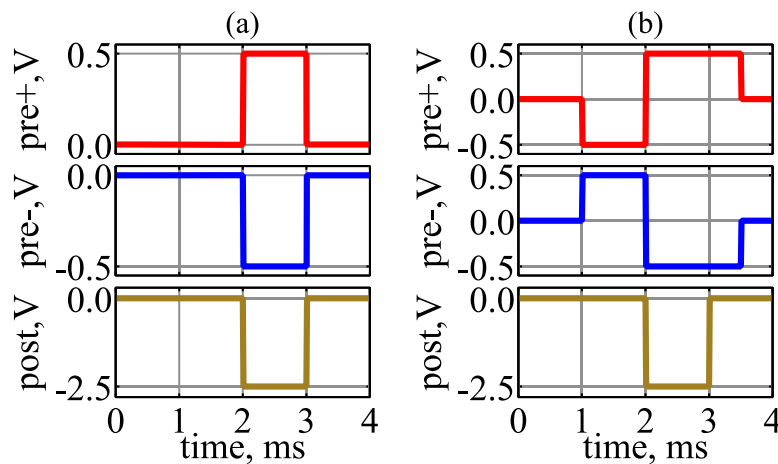 (a) (b)
pre+,V 0.5 0.0
pre+,V 0.5 0.0 -0.5
pre-,V 0.0 -0.5
pre-,V 0.5 0.0 -0.5
post,V 0.0 -2.5
post,V 0.0 -2.5
0 1 2 3 4
0 1 2 3 4
time, ms time, ms